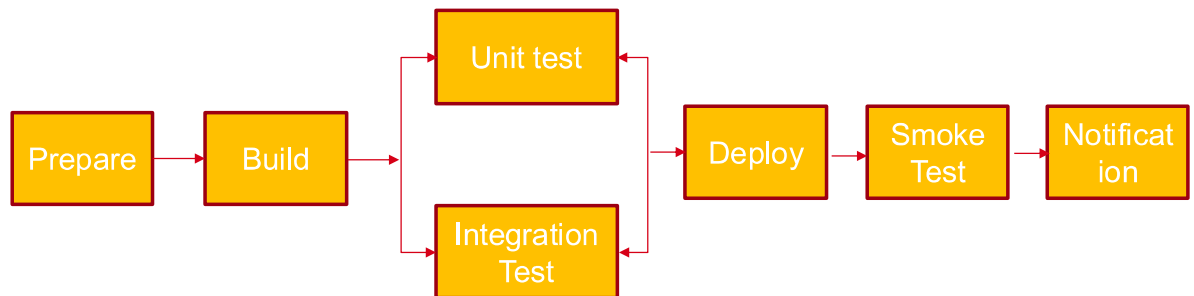 Prepare
Build
Unit test
Integration
Test
Deploy
Smoke
Test
Notificat
ion